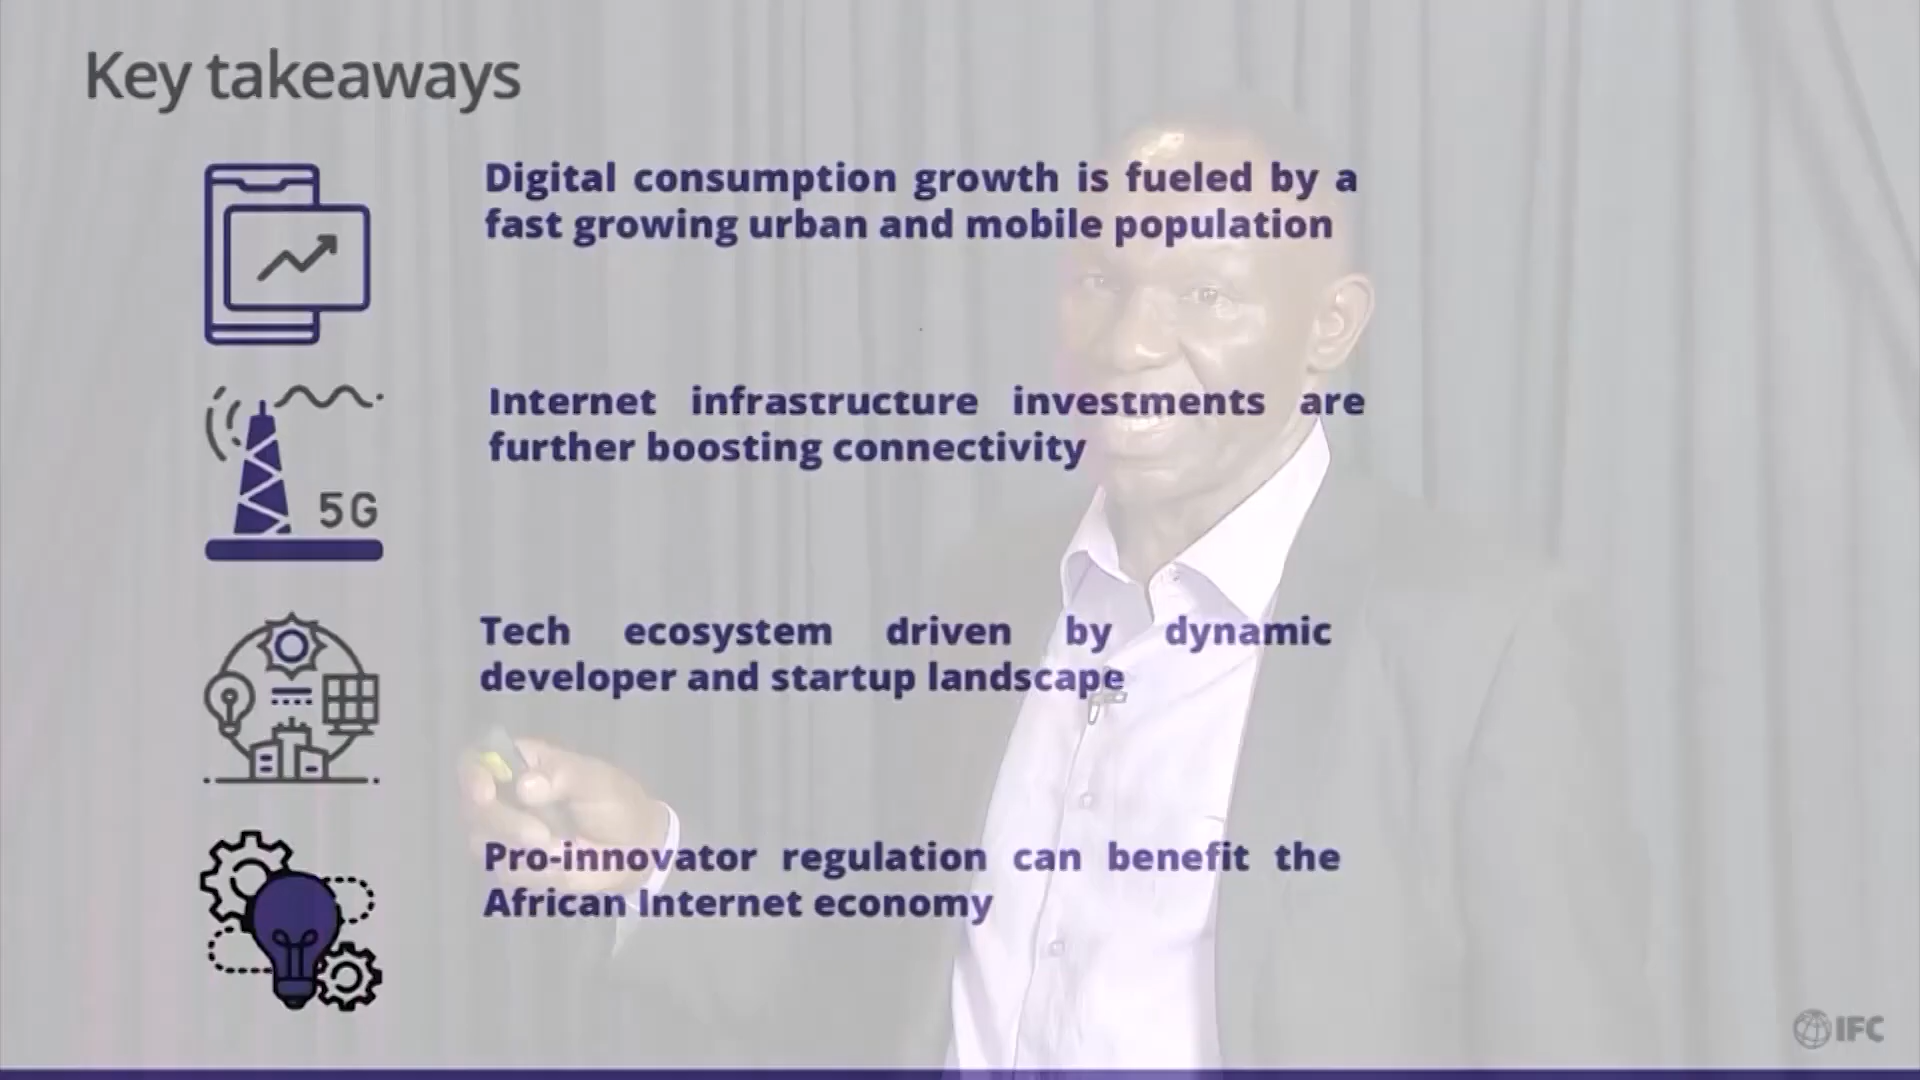 Key takeaways
Digital consumption growth is fueled by a
fast growing urban and mobile population
Internet infrastructure investments are
further boosting connectivity
5G
Tech ecosystem driven by dynamic
developer and startup landscape
Pro-innovator regulation can benefit the
African Internet economy
IFC